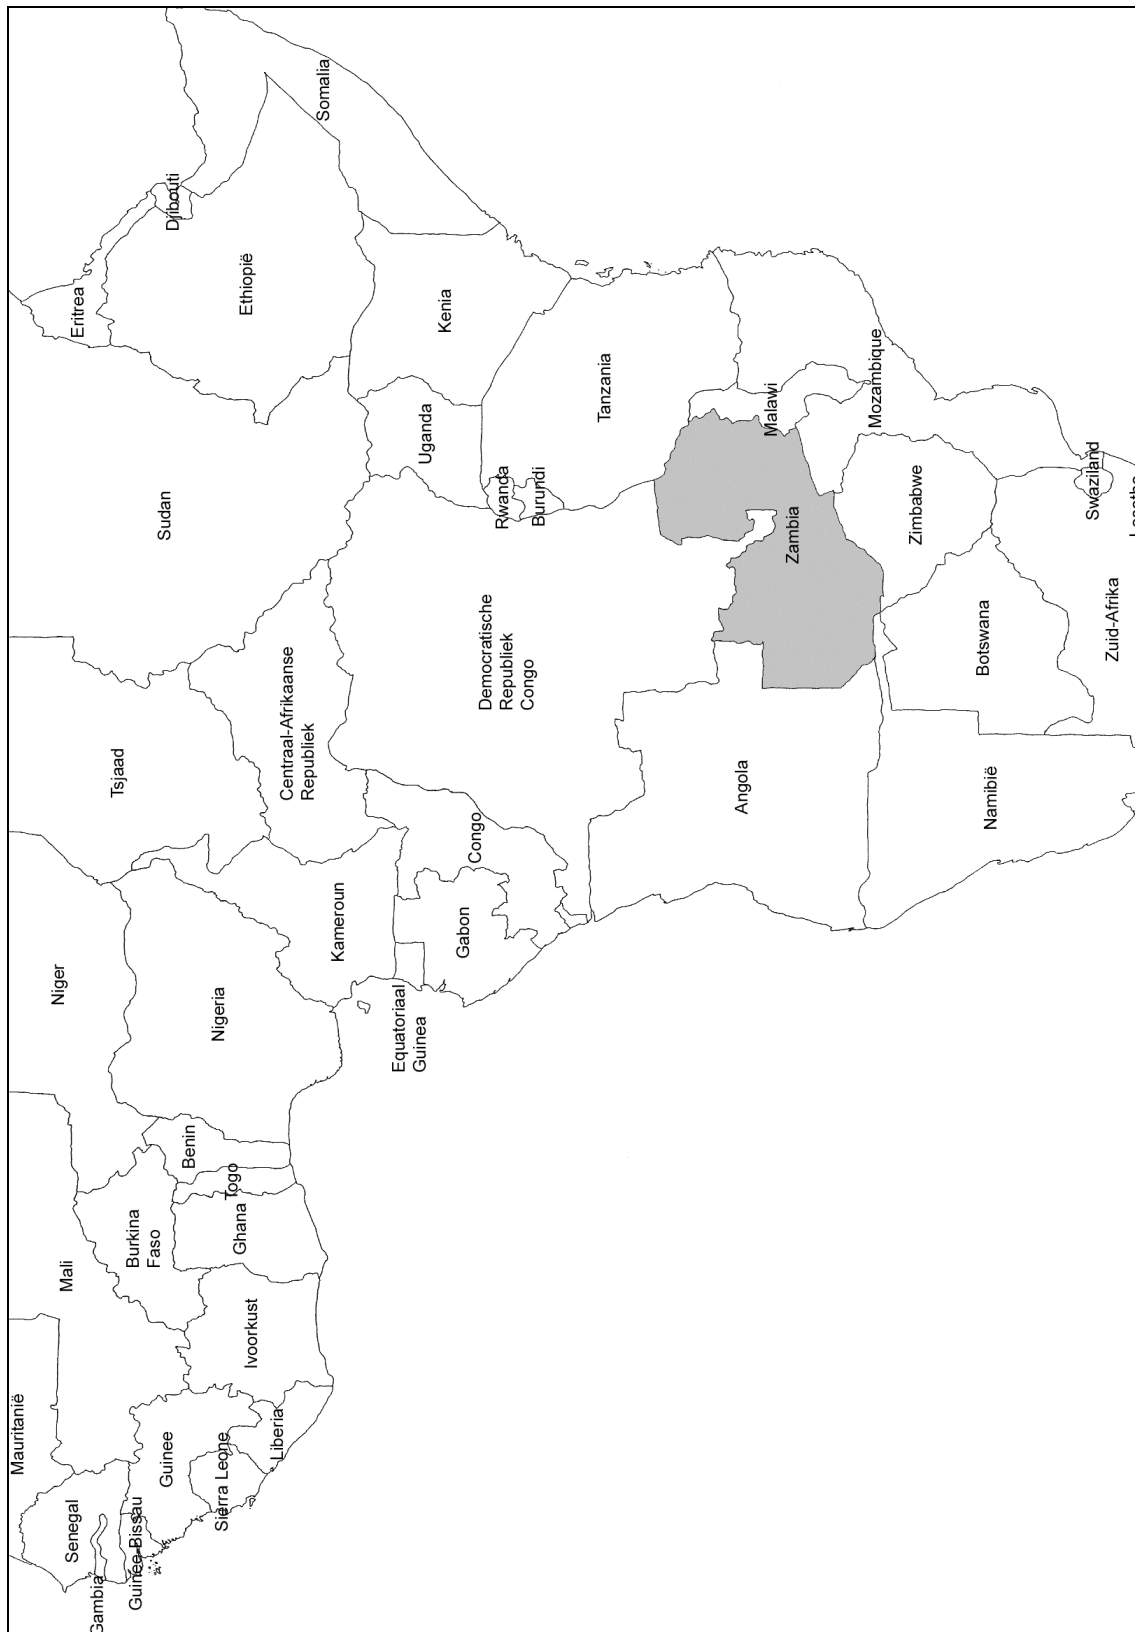 Mauritanië
Mali
Niger
Tsjaad
Sudan
Eritrea
Senegal
Gambia
Guinee-Bissau
Guinee
Burkina
Faso
Benin
Djibouti
Sierra Leone
Liberia
Ivoorkust
Ghana
Togo
Nigeria
Ethiopië
Somalia
Centraal-Afrikaanse
Republiek
Kameroun
Equatoriaal
Guinea
Gabon
Congo
Democratische
Republiek
Congo
Uganda
Kenia
Rwanda
Burundi
Tanzania
Angola
Zambia
Malawi
Mozambique
Zimbabwe
Namibië
Botswana
Swaziland
Zuid-Afrika
Lesotho